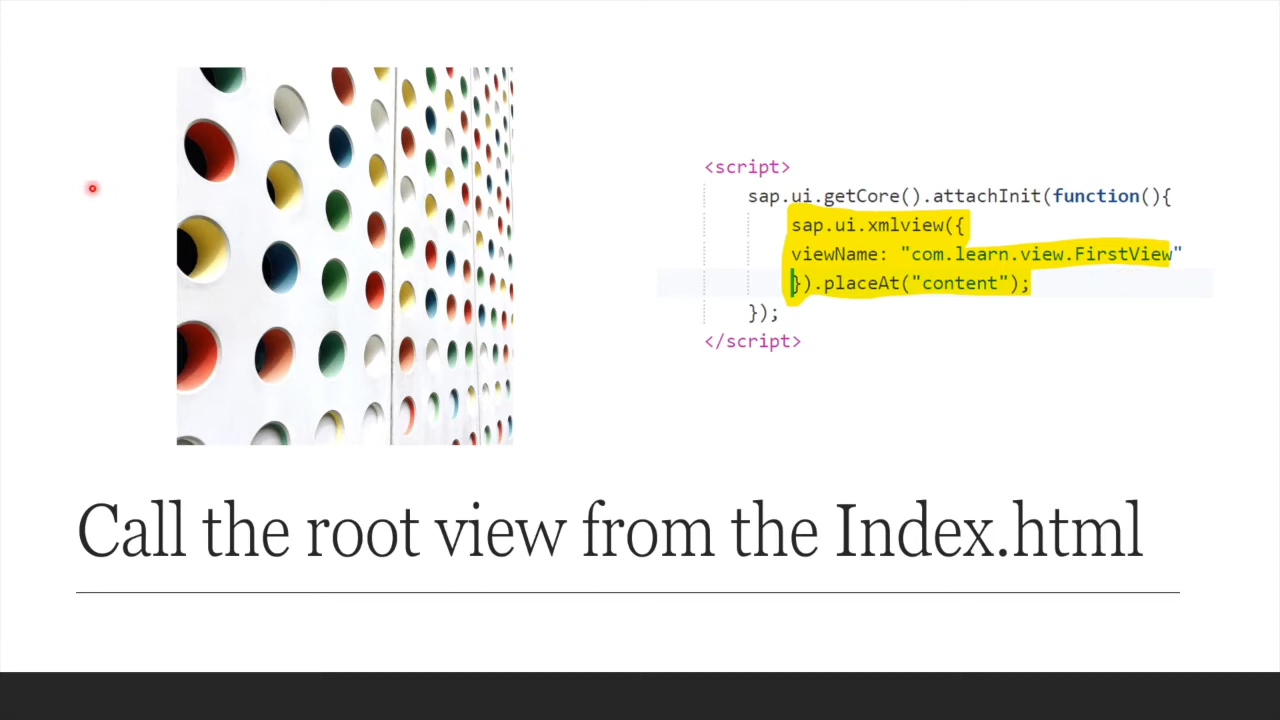 <script>
sap.ui.getCore().attachInit(function(){
sap.ui.xmlview({
viewName: "com.learn.view.FirstView"
}).placeAt("content");
});
</script>
Call the root view from the Index.html